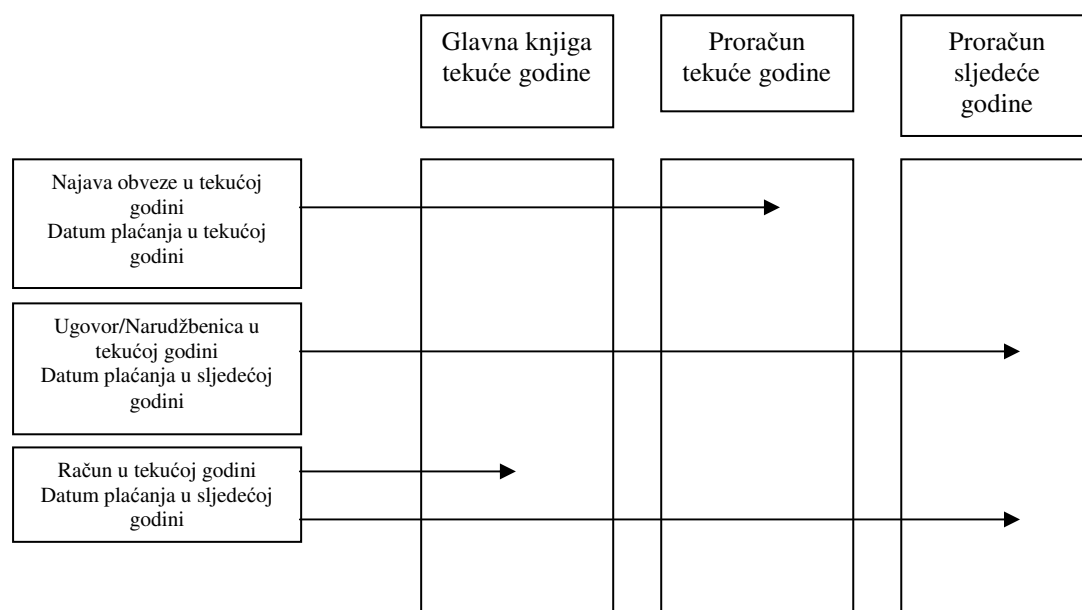 Glavna knjiga
tekuće godine
Proračun
tekuće godine
Proračun
sljedeće
godine
Najava obveze u tekućoj
godini
Datum plaćanja u tekućoj
godini
Ugovor/Narudžbenica u
tekućoj godini
Datum plaćanja u sljedećoj
godini
Račun u tekućoj godini
Datum plaćanja u sljedećoj
godini